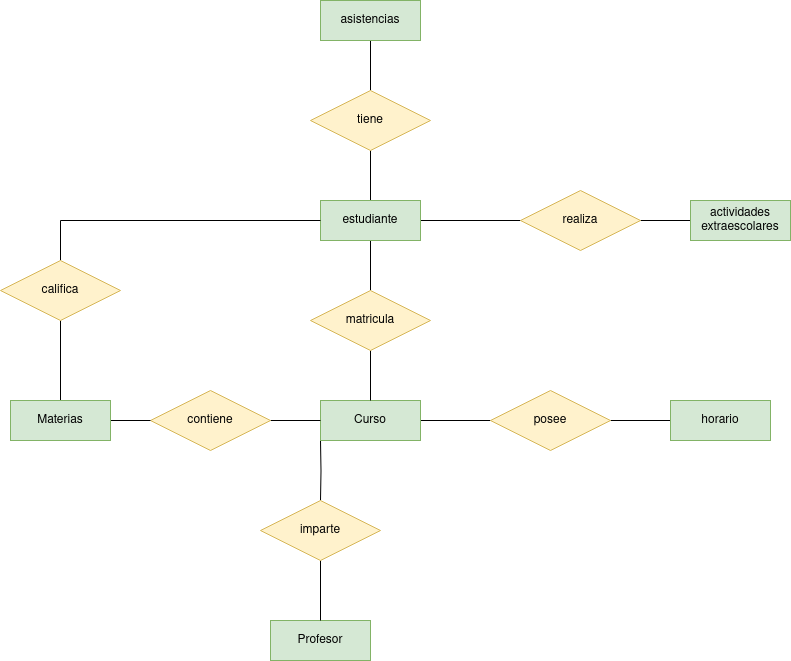 asistencias
tiene
estudiante
realiza
actividades
extraescolares
califica
matricula
Materias
contiene
Curso
posee
horario
imparte
Profesor